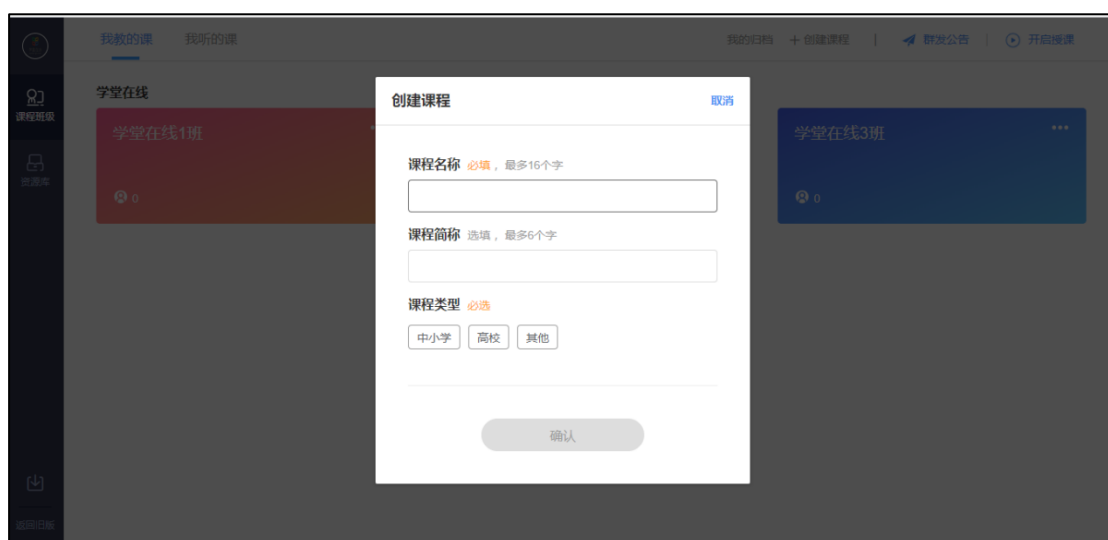 我教的课 我听的课 我的归档 + 创建课程 | 群发公告 | 开启授课
课程班级
资源库
返回旧版
学堂在线
学堂在线1班
0
学堂在线3班
0
创建课程 取消
课程名称 必填，最多16个字
课程简称 选填，最多6个字
课程类型 必选
中小学 高校 其他
确认